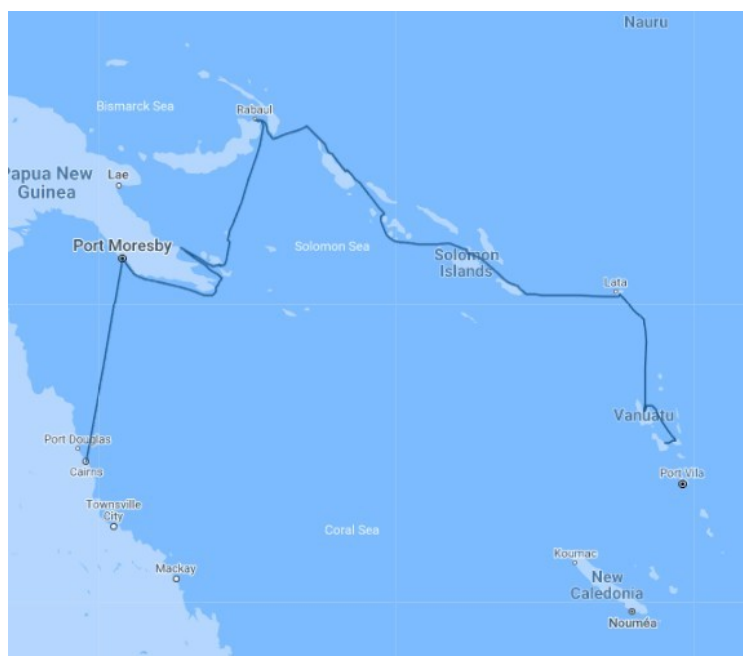 Nauru
Bismarck Sea
Rabaul
Papua New
Guinea
Lae
Port Moresby
Solomon Sea
Solomon
Islands
Lata
Vanuatu
Port Douglas
Cairns
Port Vila
Townsville
City
Coral Sea
Koumac
Mackay
New
Caledonia
Nouméa